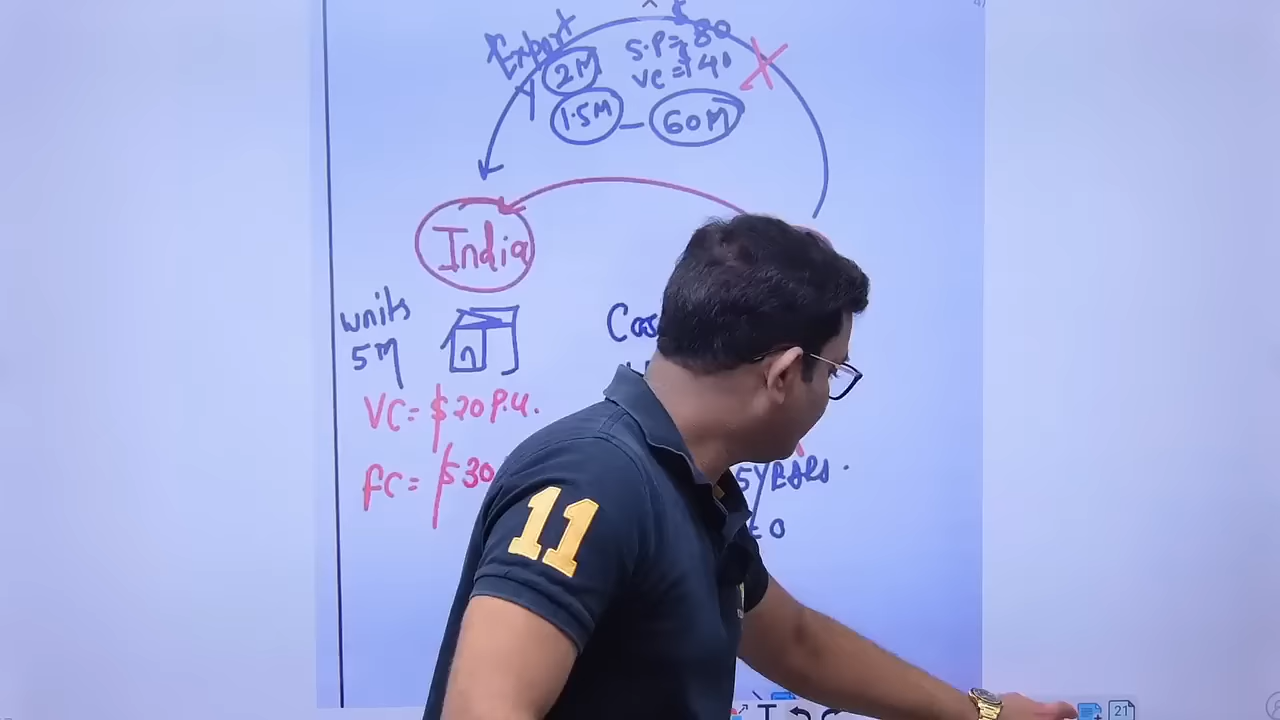 Export
S.P = $ 80
2M
VC = $ 40
1.5M - 60M
India
units
5M
VC = $ 20 P.U.
FC = $ 30
5 YEARS.
0
11
21